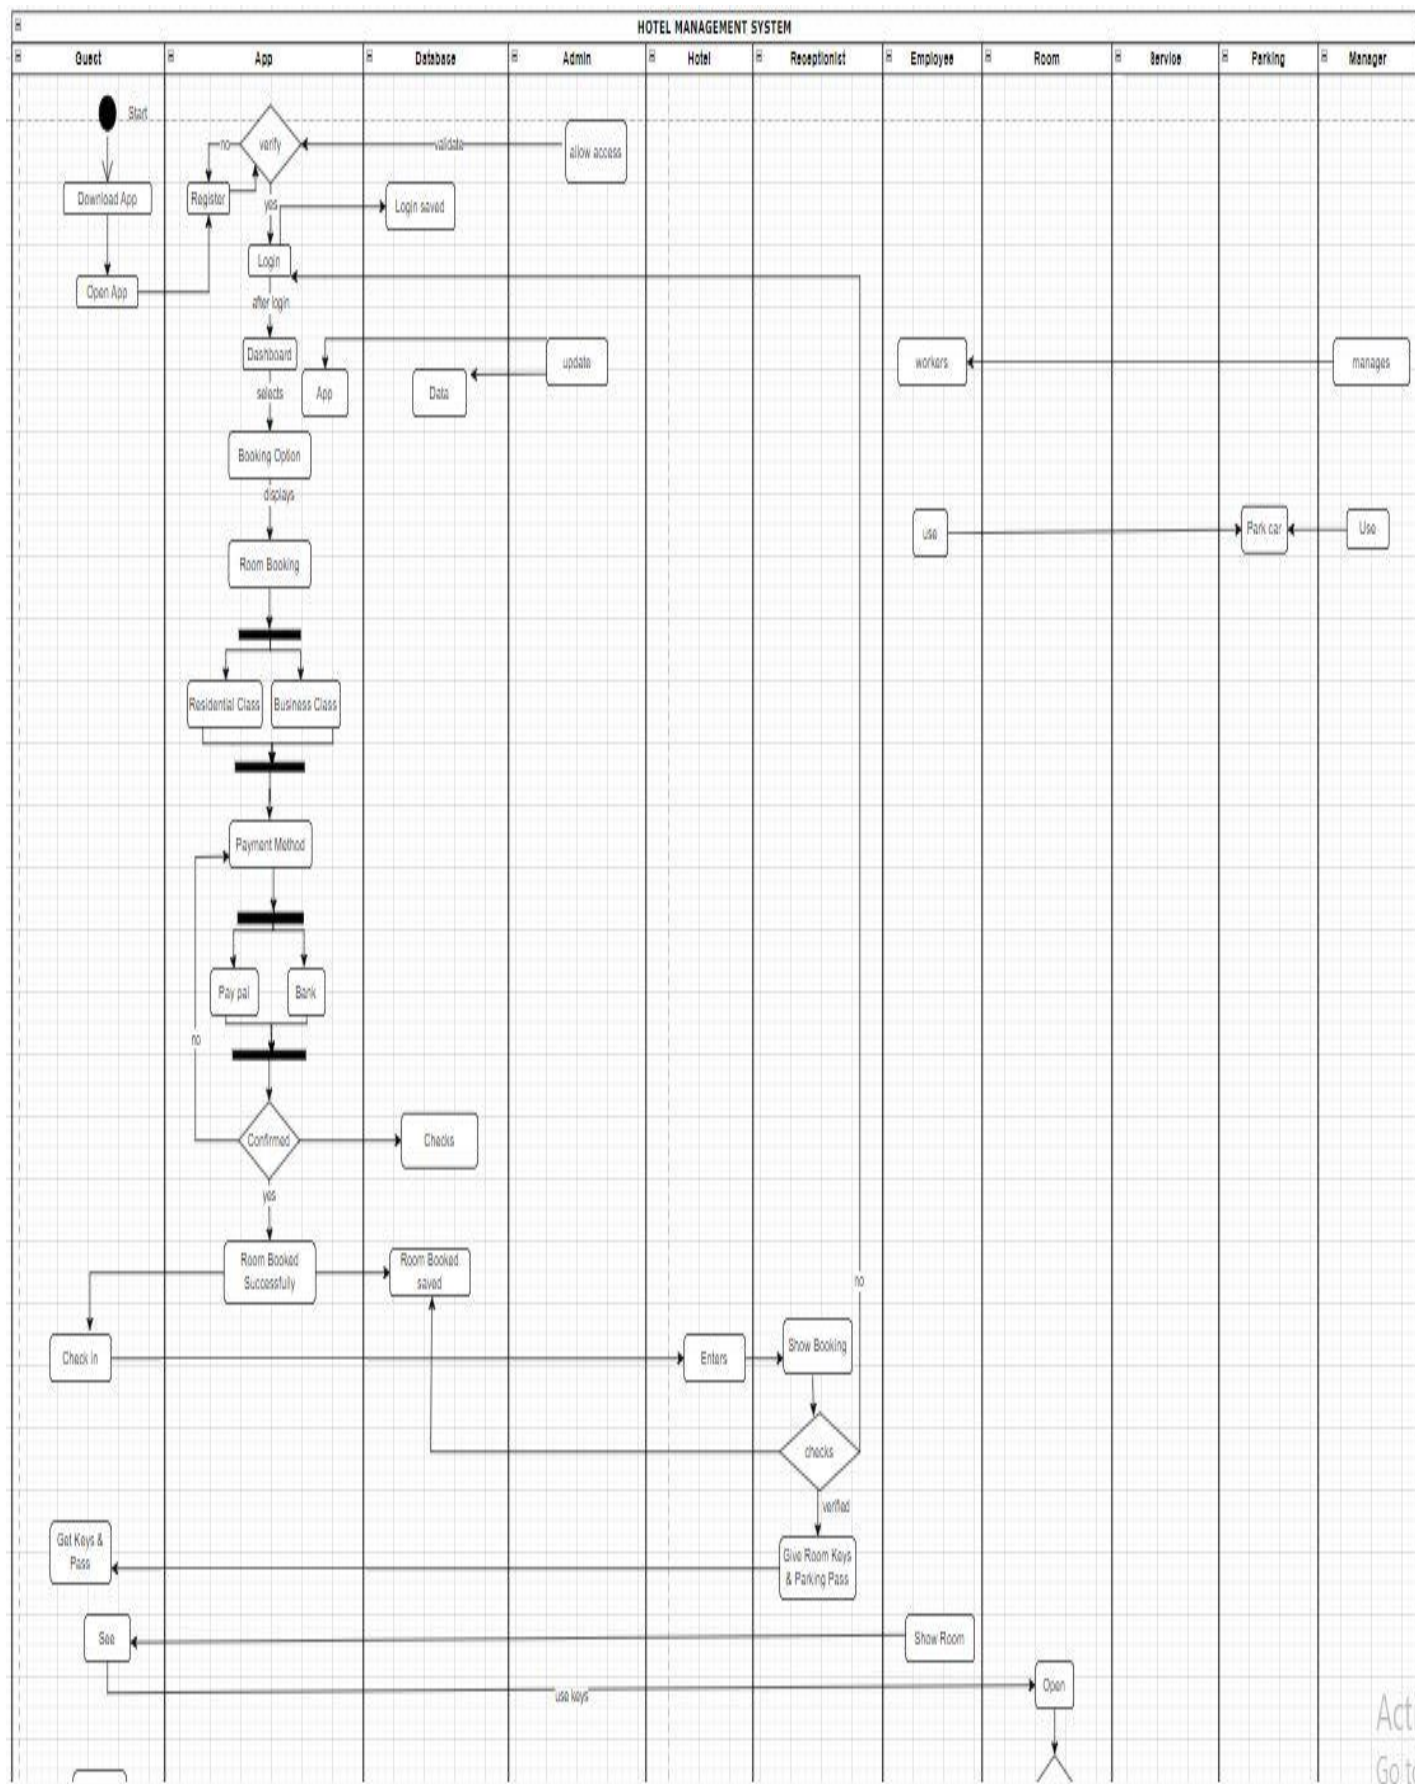 HOTEL MANAGEMENT SYSTEM
Guest
App
Database
Admin
Hotel
Receptionist
Employee
Room
Service
Parking
Manager
Start
no
verify
validate
allow access
Download App
Register
yes
Login saved
Open App
Login
after login
Dashboard
update
workers
manages
selects
App
Data
Booking Option
displays
use
Park car
Use
Room Booking
Residential Class
Business Class
Payment Method
Pay pal
Bank
no
Confirmed
Checks
yes
Room Booked
Successfully
Room Booked
saved
no
Check in
Enters
Show Booking
checks
verified
Get Keys &
Pass
Give Room Keys
& Parking Pass
See
Show Room
use keys
Open
Act
Go to